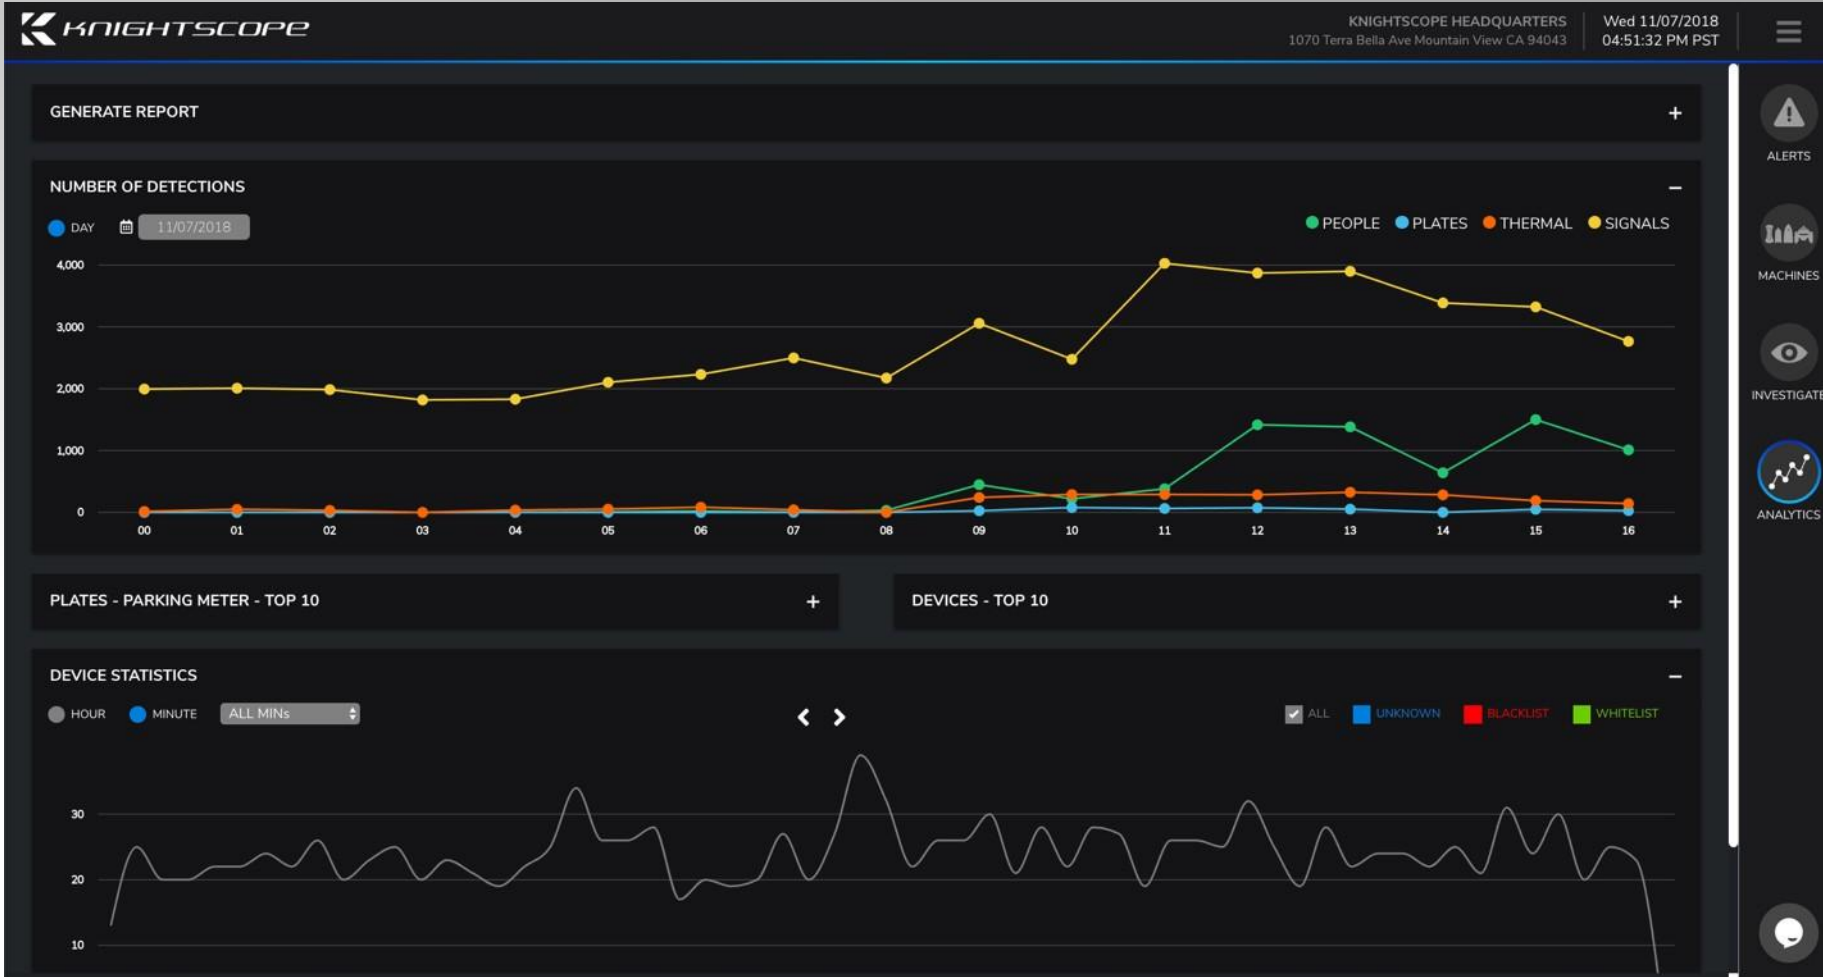 KNIGHTSCOPE
KNIGHTSCOPE HEADQUARTERS
1070 Terra Bella Ave Mountain View CA 94043
Wed 11/07/2018
04:51:32 PM PST
GENERATE REPORT
+
NUMBER OF DETECTIONS
−
DAY 11/07/2018
PEOPLE PLATES THERMAL SIGNALS
4,000
3,000
2,000
1,000
0
00 01 02 03 04 05 06 07 08 09 10 11 12 13 14 15 16
PLATES - PARKING METER - TOP 10 +
DEVICES - TOP 10 +
DEVICE STATISTICS
−
HOUR MINUTE ALL MINs
ALL UNKNOWN BLACKLIST WHITELIST
30
20
10
ALERTS
MACHINES
INVESTIGATE
ANALYTICS